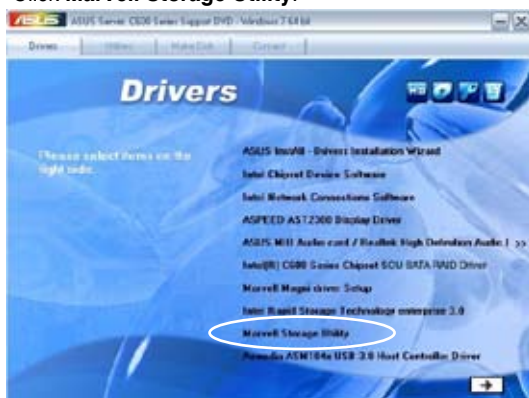 Click Marvell Storage Utility.
ASUS Server C600 Series Support DVD - Windows 7 64 bit
Drivers Utilities Make Disk Contact
Drivers
Please select items on the
right side.
ASUS InstAll - Drivers Installation Wizard
Intel Chipset Device Software
Intel Network Connections Software
ASPEED AST2300 Display Driver
ASUS MIO Audio card / Realtek High Definition Audio >>
Intel(R) C600 Series Chipset SCU SATA RAID Driver
Marvell Magni driver Setup
Intel Rapid Storage Technology enterprise 3.0
Marvell Storage Utility
Asmedia ASM104x USB 3.0 Host Controller Driver